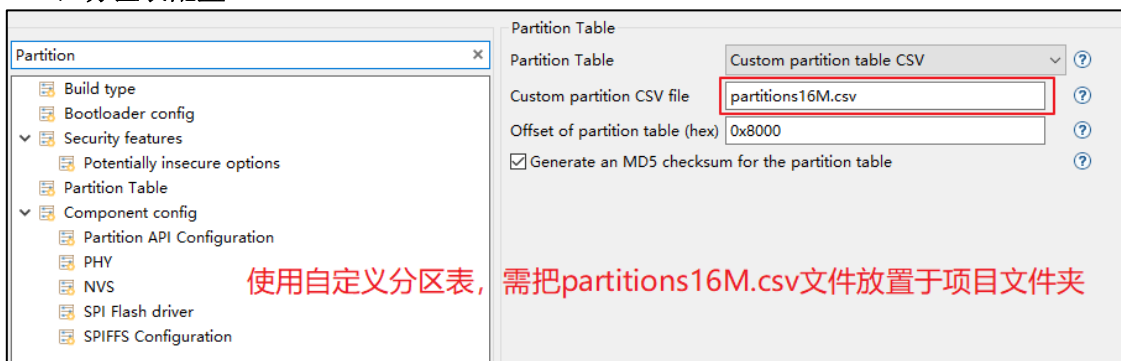 Partition
Build type
Bootloader config
Security features
Potentially insecure options
Partition Table
Component config
Partition API Configuration
PHY
NVS
SPI Flash driver
SPIFFS Configuration
Partition Table
Partition Table Custom partition table CSV
Custom partition CSV file partitions16M.csv
Offset of partition table (hex) 0x8000
Generate an MD5 checksum for the partition table
使用自定义分区表，需把partitions16M.csv文件放置于项目文件夹